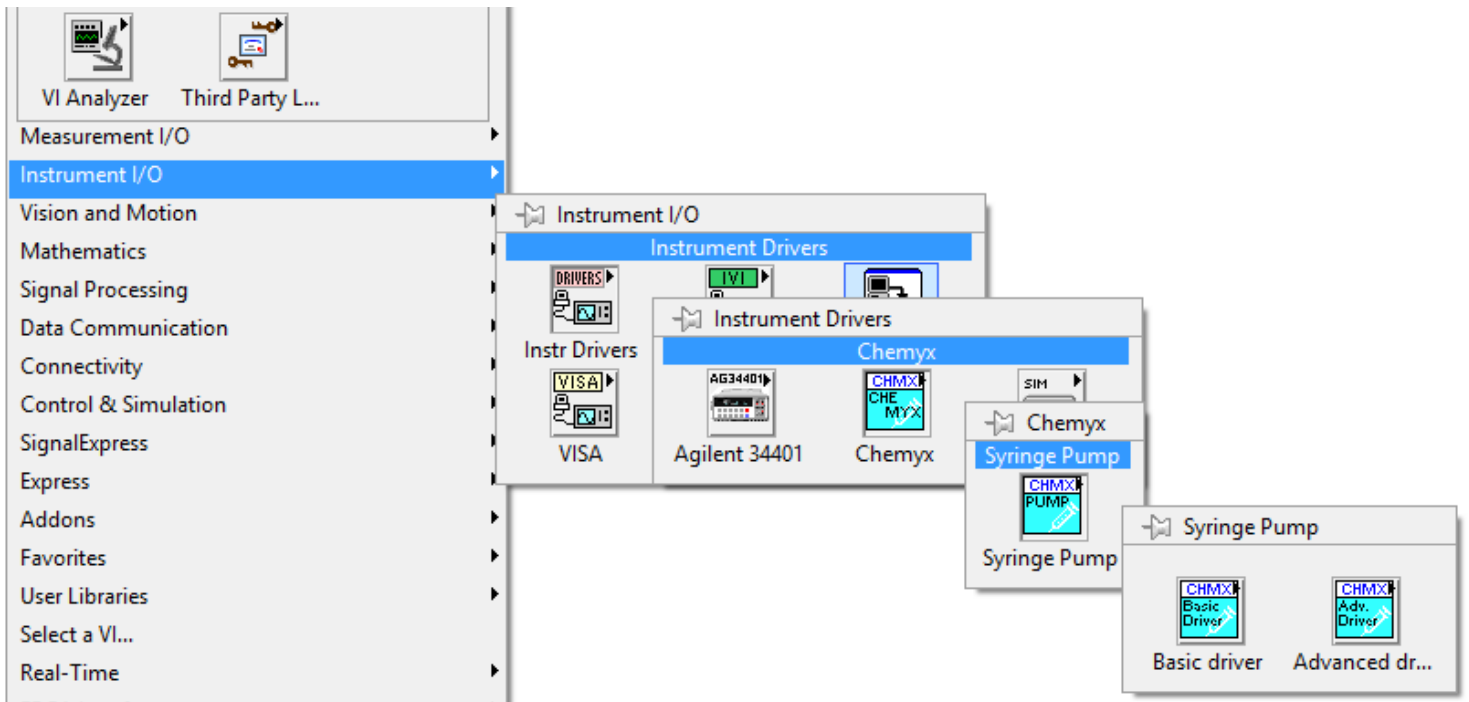 VI Analyzer
Third Party L...
Measurement I/O
Instrument I/O
Vision and Motion
Mathematics
Signal Processing
Data Communication
Connectivity
Control & Simulation
SignalExpress
Express
Addons
Favorites
User Libraries
Select a VI...
Real-Time
Instrument I/O
Instrument Drivers
DRIVERS
IVI
Instr Drivers
VISA
VISA
Instrument Drivers
Chemyx
AG34401
CHMX
CHE
MYX
SIM
Agilent 34401
Chemyx
Chemyx
Syringe Pump
CHMX
PUMP
Syringe Pump
Syringe Pump
CHMX
Basic
Driver
CHMX
Adv.
Driver
Basic driver
Advanced dr...